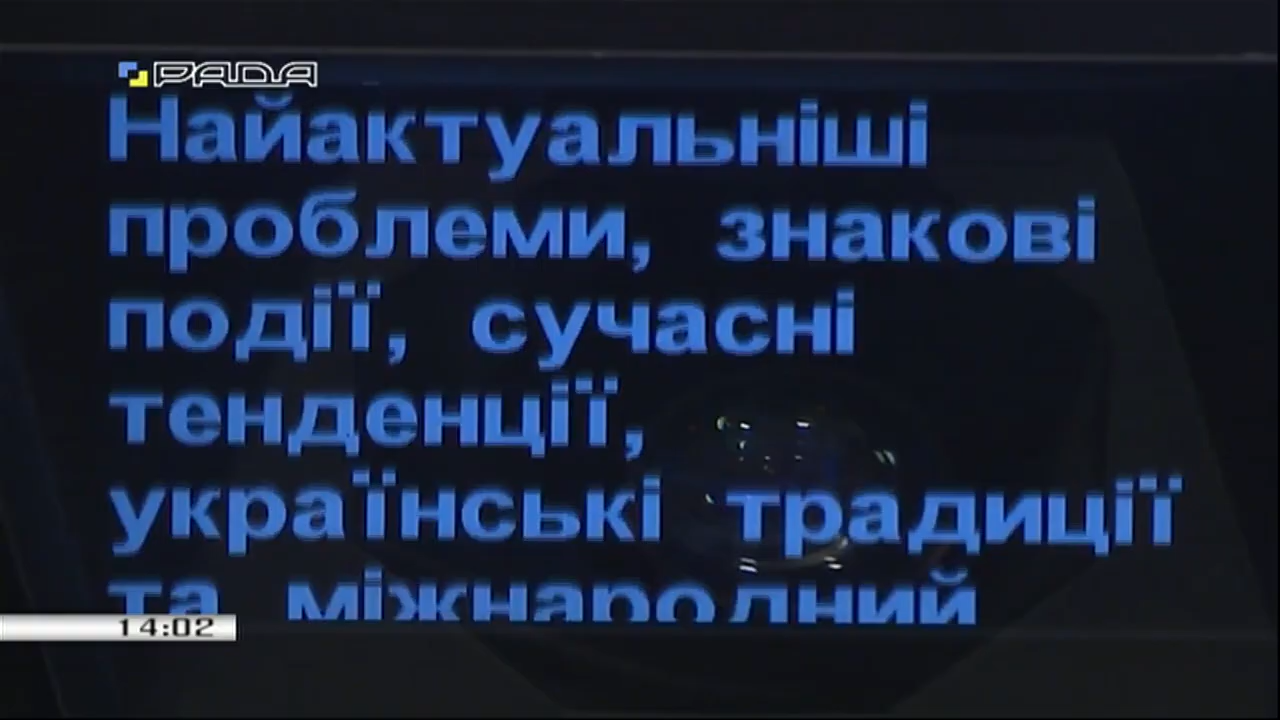 РАДА
Найактуальніші
проблеми, знакові
події, сучасні
тенденції,
українські традиції
та міжнародний
14:02